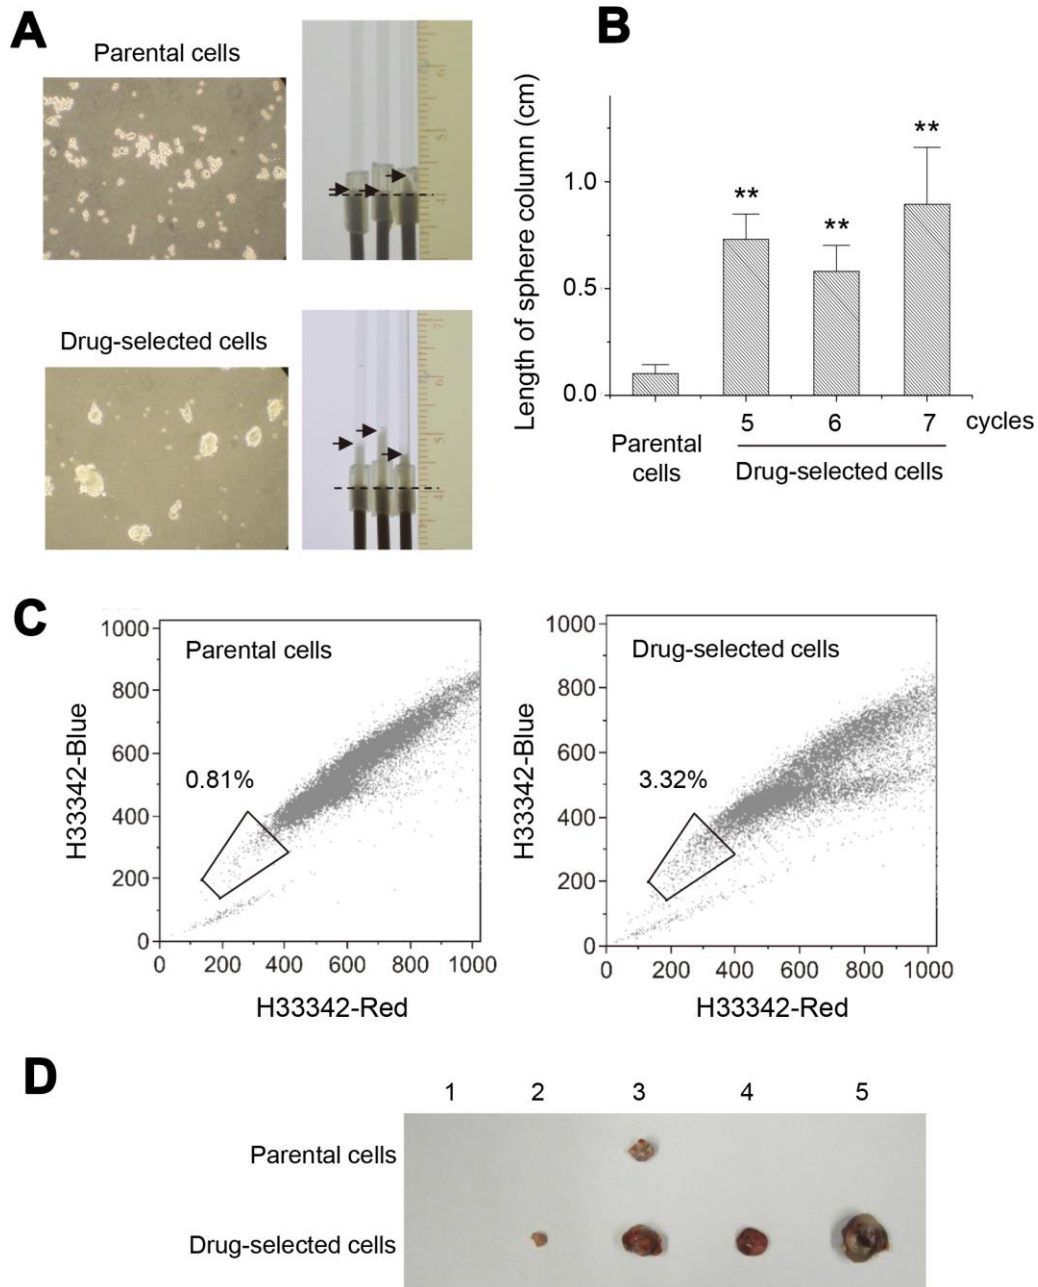 A
Parental cells
Drug-selected cells
B
Length of sphere column (cm)
1.0
0.5
0.0
**
**
**
5
6
7
cycles
Parental
cells
Drug-selected cells
C
1000
800
600
400
200
0
H33342-Blue
Parental cells
0.81%
0
200
400
600
800
1000
H33342-Red
1000
800
600
400
200
0
H33342-Blue
Drug-selected cells
3.32%
0
200
400
600
800
1000
H33342-Red
D
1
2
3
4
5
Parental cells
Drug-selected cells